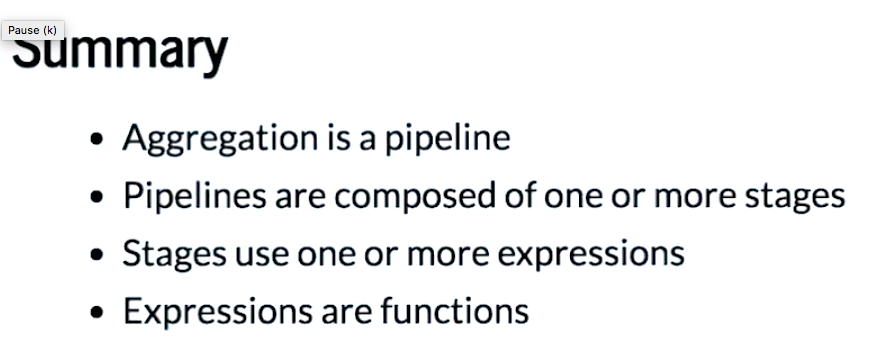 Pause (k)
Summary
• Aggregation is a pipeline
• Pipelines are composed of one or more stages
• Stages use one or more expressions
• Expressions are functions